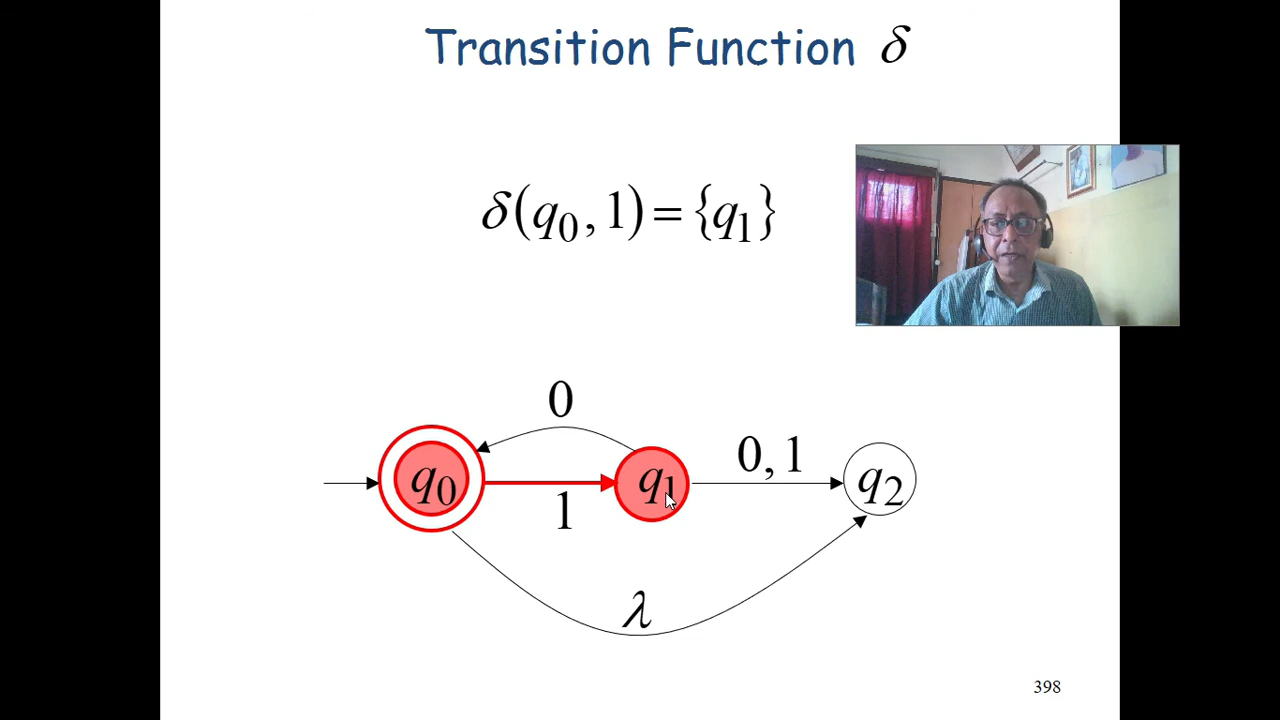 Transition Function δ
δ(q₀, 1) = {q₁}
0
0, 1
q₀
q₁
q₂
1
λ
398